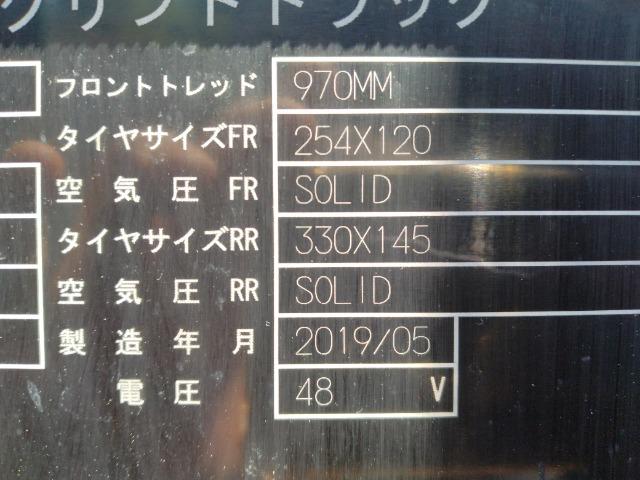 フロントトレッド 970MM
タイヤサイズFR 254X120
空気圧 FR SOLID
タイヤサイズRR 330X145
空気圧 RR SOLID
製造年月 2019/05
電圧 48 V